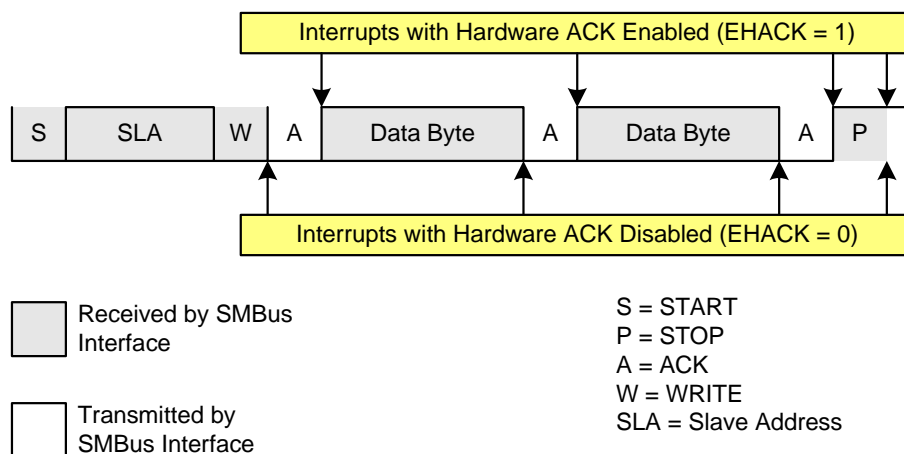 Interrupts with Hardware ACK Enabled (EHACK = 1)
S SLA W A Data Byte A Data Byte A P
Interrupts with Hardware ACK Disabled (EHACK = 0)
Received by SMBus
Interface
Transmitted by
SMBus Interface
S = START
P = STOP
A = ACK
W = WRITE
SLA = Slave Address